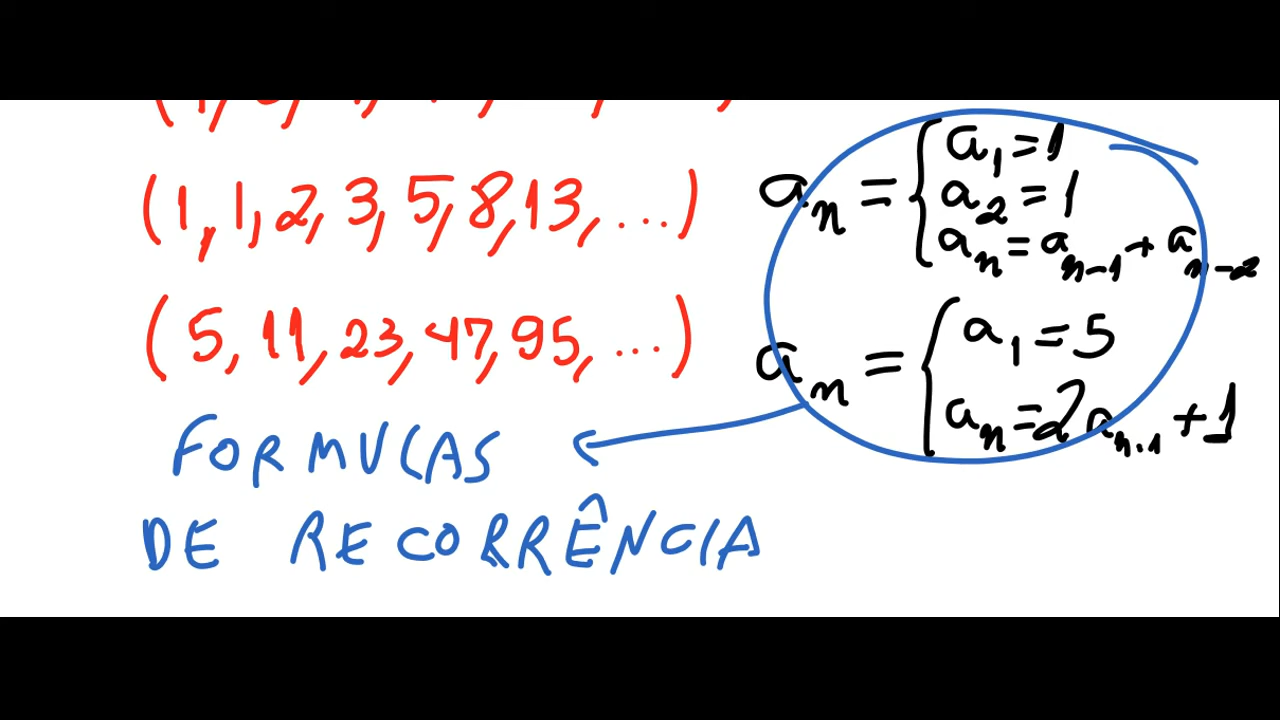 (1, 1, 2, 3, 5, 8, 13, ...)
aₙ = { a₁ = 1
a₂ = 1
aₙ = aₙ₋₁ + aₙ₋₂
(5, 11, 23, 47, 95, ...)
aₙ = { a₁ = 5
aₙ = 2aₙ₋₁ + 1
FORMULAS
DE RECORRÊNCIA